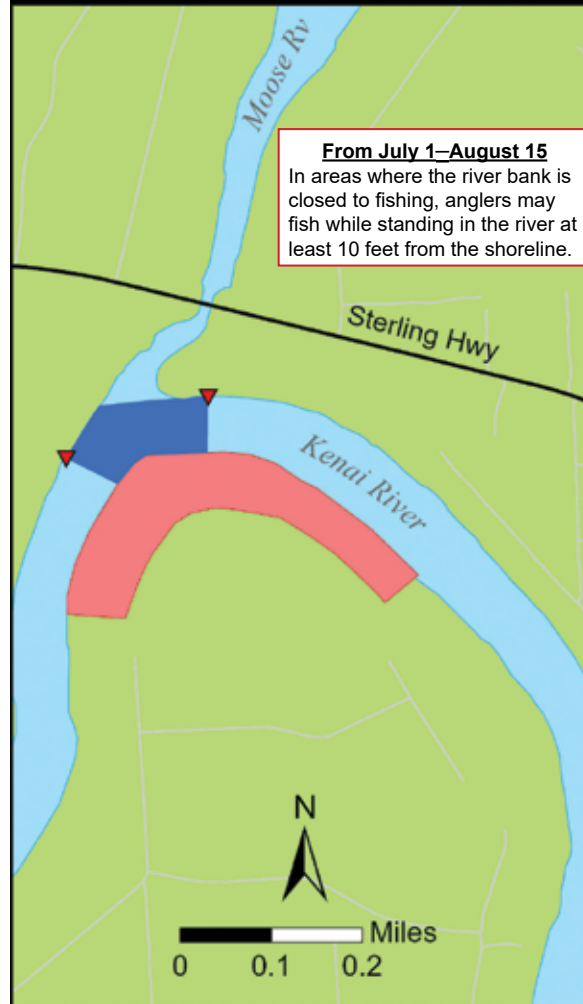 Moose Rv
From July 1–August 15
In areas where the river bank is
closed to fishing, anglers may
fish while standing in the river at
least 10 feet from the shoreline.
Sterling Hwy
Kenai River
N
Miles
0 0.1 0.2